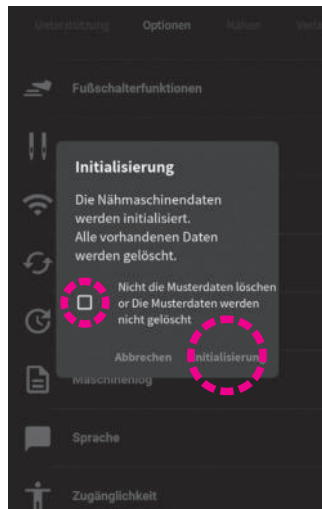 Unterstützung Optionen Nähen
Fußschalterfunktionen
Initialisierung
Die Nähmaschinendaten
werden initialisiert.
Alle vorhandenen Daten
werden gelöscht.
Nicht die Musterdaten löschen
or Die Musterdaten werden
nicht gelöscht
Abbrechen Initialisierung
Maschinenlog
Sprache
Zugänglichkeit